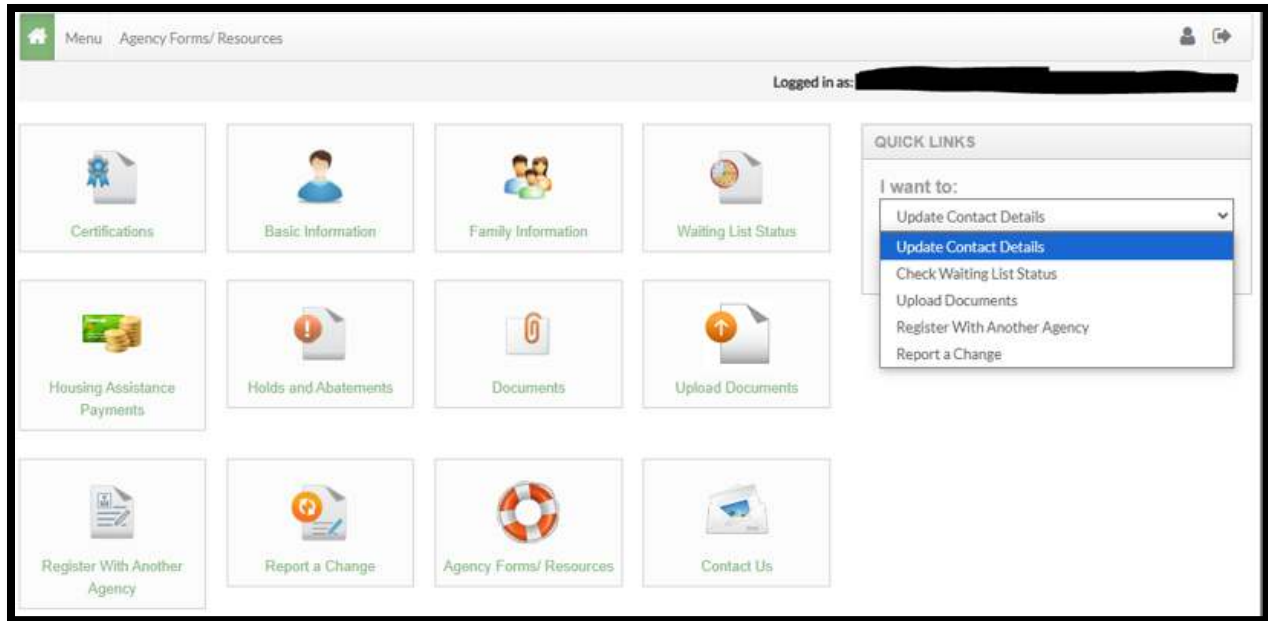 Menu Agency Forms/ Resources
Logged in as:
Certifications
Basic Information
Family Information
Waiting List Status
Housing Assistance
Payments
Holds and Abatements
Documents
Upload Documents
Register With Another
Agency
Report a Change
Agency Forms/ Resources
Contact Us
QUICK LINKS
I want to:
Update Contact Details
Update Contact Details
Check Waiting List Status
Upload Documents
Register With Another Agency
Report a Change